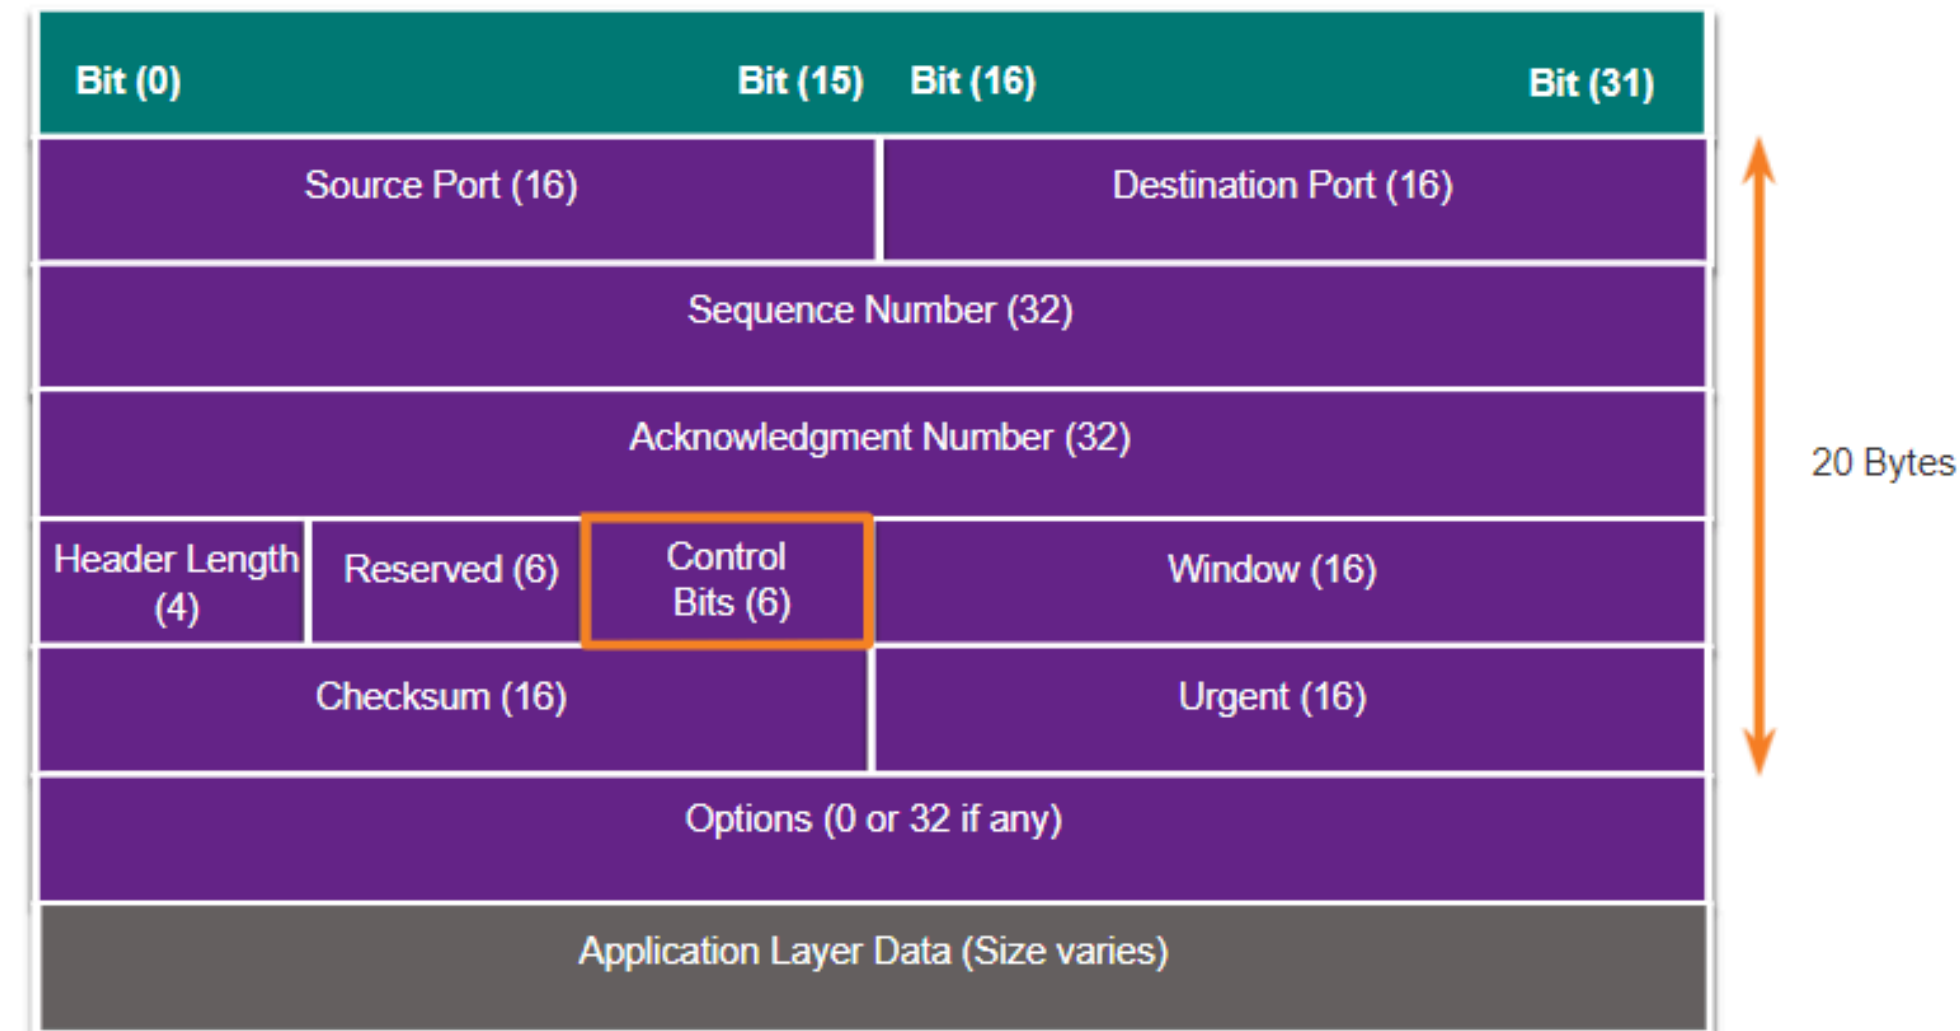 Bit (0) Bit (15) Bit (16) Bit (31)
Source Port (16) Destination Port (16)
Sequence Number (32)
Acknowledgment Number (32)
20 Bytes
Header Length
(4)
Reserved (6)
Control
Bits (6)
Window (16)
Checksum (16) Urgent (16)
Options (0 or 32 if any)
Application Layer Data (Size varies)